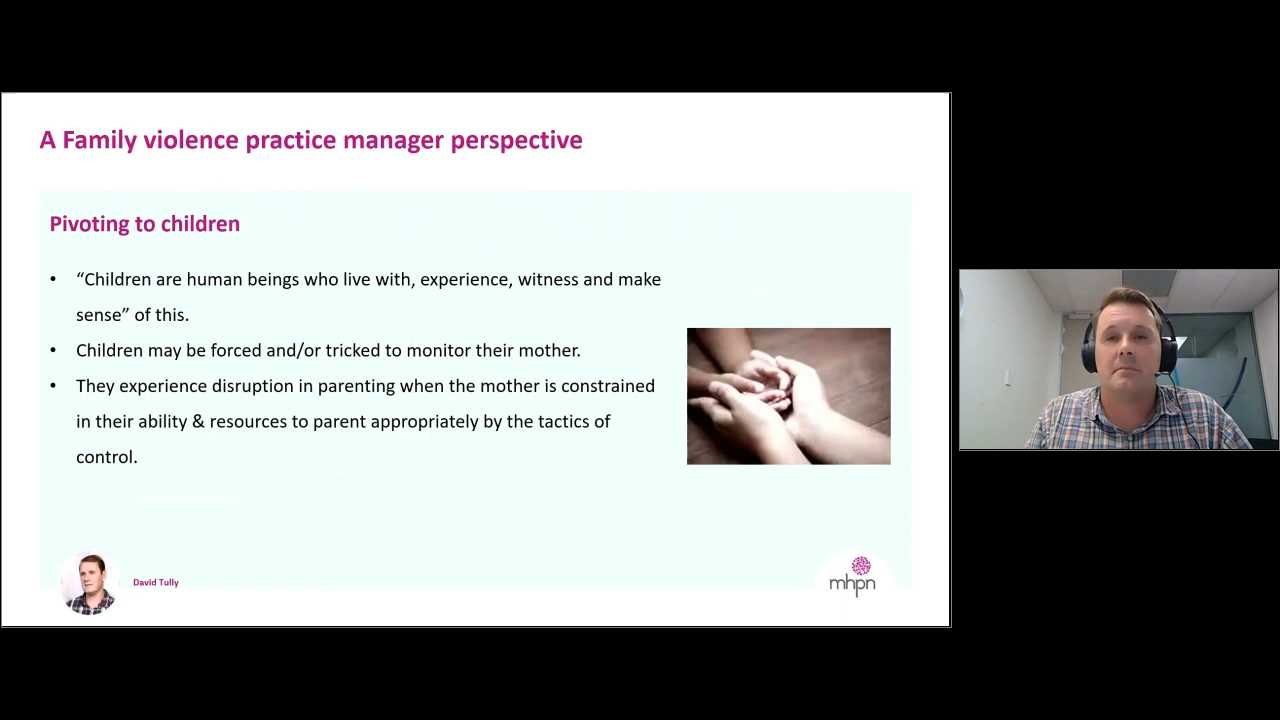 A Family violence practice manager perspective
Pivoting to children
• “Children are human beings who live with, experience, witness and make
sense” of this.
• Children may be forced and/or tricked to monitor their mother.
• They experience disruption in parenting when the mother is constrained
in their ability & resources to parent appropriately by the tactics of
control.
David Tully
mhpn